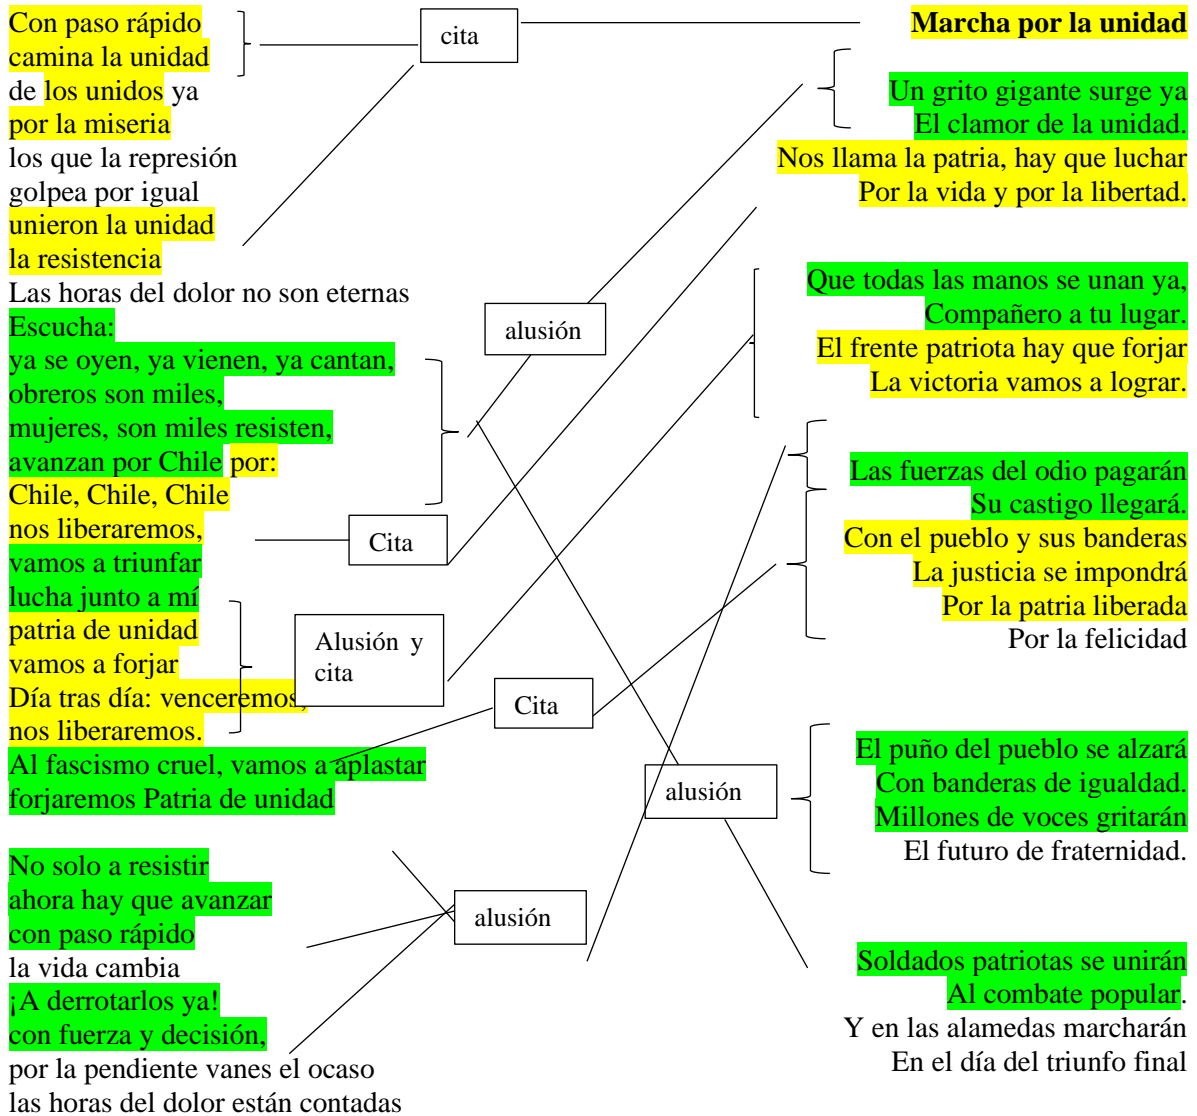 Con paso rápido
camina la unidad
de los unidos ya
por la miseria
los que la represión
golpea por igual
unieron la unidad
la resistencia
Las horas del dolor no son eternas
Escucha:
ya se oyen, ya vienen, ya cantan,
obreros son miles,
mujeres, son miles resisten,
avanzan por Chile por:
Chile, Chile, Chile
nos liberaremos,
vamos a triunfar
lucha junto a mí
patria de unidad
vamos a forjar
Día tras día: venceremos,
nos liberaremos.
Al fascismo cruel, vamos a aplastar
forjaremos Patria de unidad
No solo a resistir
ahora hay que avanzar
con paso rápido
la vida cambia
¡A derrotarlos ya!
con fuerza y decisión,
por la pendiente vanes el ocaso
las horas del dolor están contadas
cita
alusión
Cita
Alusión y
cita
Cita
alusión
alusión
Marcha por la unidad
Un grito gigante surge ya
El clamor de la unidad.
Nos llama la patria, hay que luchar
Por la vida y por la libertad.
Que todas las manos se unan ya,
Compañero a tu lugar.
El frente patriota hay que forjar
La victoria vamos a lograr.
Las fuerzas del odio pagarán
Su castigo llegará.
Con el pueblo y sus banderas
La justicia se impondrá
Por la patria liberada
Por la felicidad
El puño del pueblo se alzará
Con banderas de igualdad.
Millones de voces gritarán
El futuro de fraternidad.
Soldados patriotas se unirán
Al combate popular.
Y en las alamedas marcharán
En el día del triunfo final